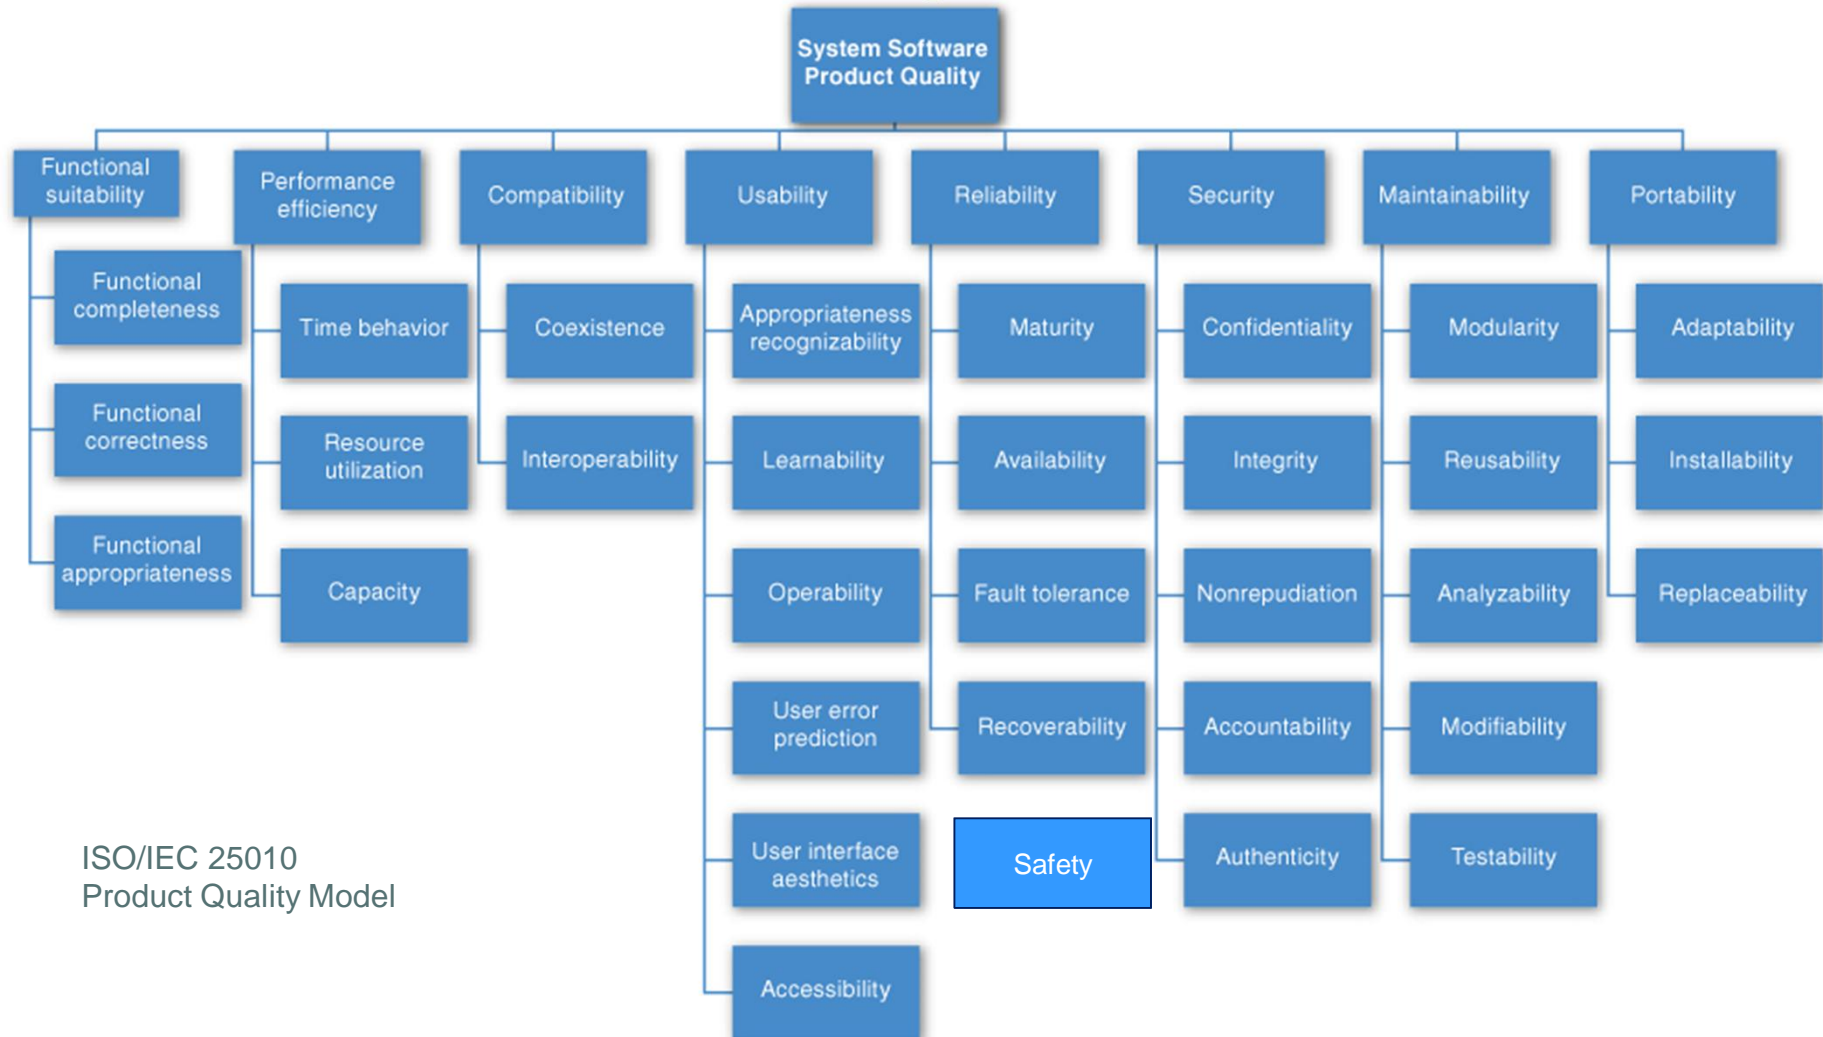 System Software
Product Quality
Functional
suitability
Performance
efficiency
Compatibility
Usability
Reliability
Security
Maintainability
Portability
Functional
completeness
Functional
correctness
Functional
appropriateness
Time behavior
Resource
utilization
Capacity
Coexistence
Interoperability
Appropriateness
recognizability
Learnability
Operability
User error
prediction
User interface
aesthetics
Accessibility
Maturity
Availability
Fault tolerance
Recoverability
Safety
Confidentiality
Integrity
Nonrepudiation
Accountability
Authenticity
Modularity
Reusability
Analyzability
Modifiability
Testability
Adaptability
Installability
Replaceability
ISO/IEC 25010
Product Quality Model